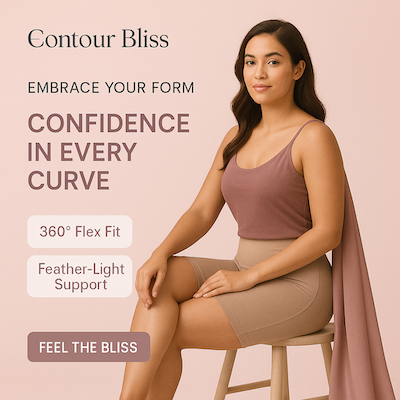 Contour Bliss
EMBRACE YOUR FORM
CONFIDENCE
IN EVERY
CURVE
360° Flex Fit
Feather-Light
Support
FEEL THE BLISS